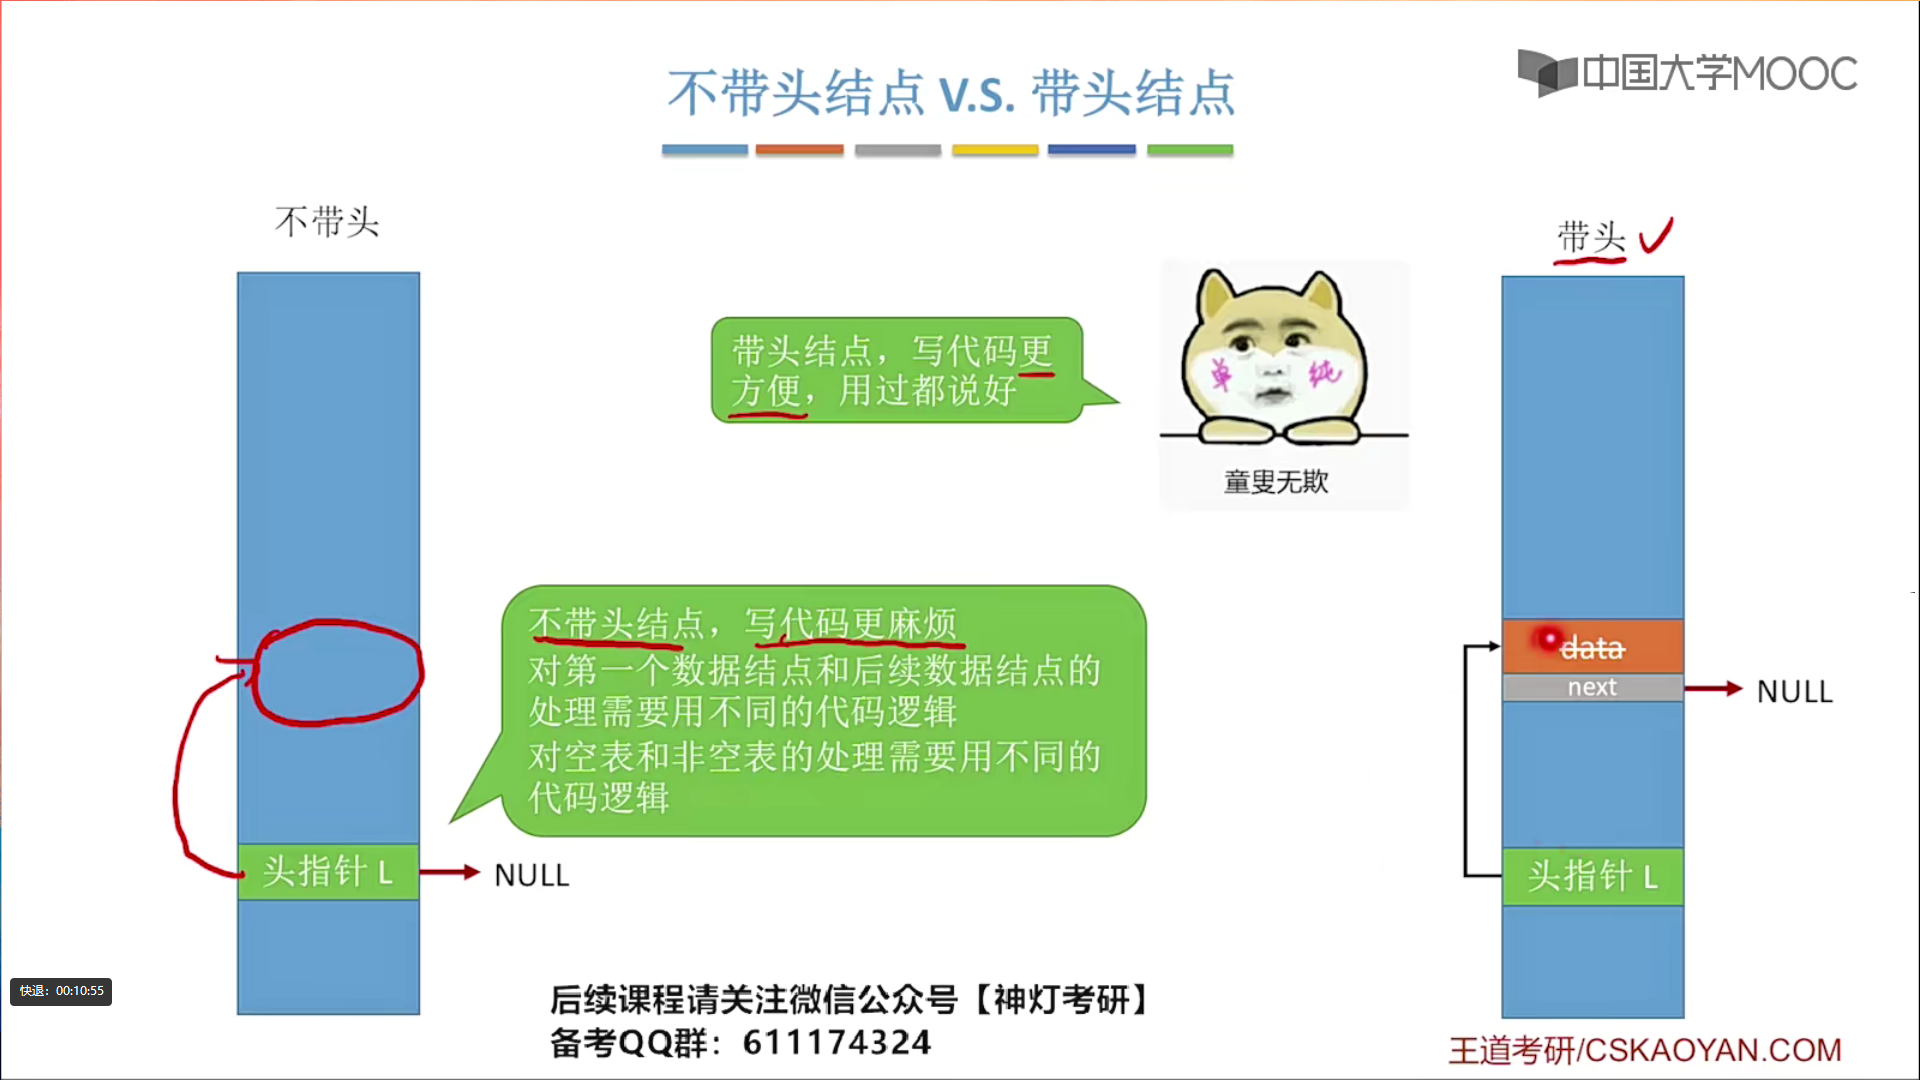 中国大学MOOC
不带头结点 V.S. 带头结点
不带头
带头
带头结点，写代码更
方便，用过都说好
单 纯
童叟无欺
不带头结点，写代码更麻烦
对第一个数据结点和后续数据结点的
处理需要用不同的代码逻辑
对空表和非空表的处理需要用不同的
代码逻辑
data
next
NULL
头指针 L
NULL
头指针 L
快退：00:10:55
后续课程请关注微信公众号【神灯考研】
备考QQ群：611174324
王道考研/CSKAOYAN.COM